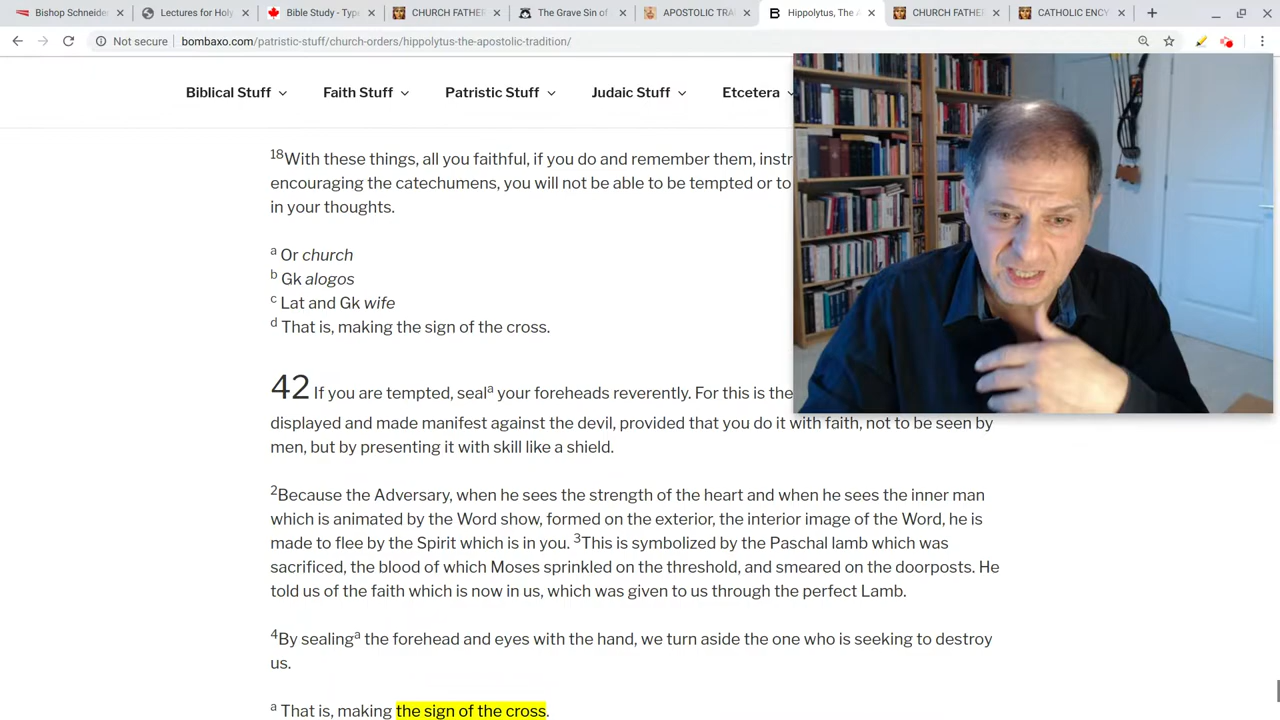 Bishop Schneider
Lectures for Holy
Bible Study - Type
CHURCH FATHER
The Grave Sin of
APOSTOLIC TRA
Hippolytus, The A
CHURCH FATHE
CATHOLIC ENCY
Not secure | bombaxo.com/patristic-stuff/church-orders/hippolytus-the-apostolic-tradition/
Biblical Stuff Faith Stuff Patristic Stuff Judaic Stuff Etcetera
18With these things, all you faithful, if you do and remember them, instr
encouraging the catechumens, you will not be able to be tempted or to
in your thoughts.
a Or church
b Gk alogos
c Lat and Gk wife
d That is, making the sign of the cross.
42 If you are tempted, seala your foreheads reverently. For this is the
displayed and made manifest against the devil, provided that you do it with faith, not to be seen by
men, but by presenting it with skill like a shield.
2Because the Adversary, when he sees the strength of the heart and when he sees the inner man
which is animated by the Word show, formed on the exterior, the interior image of the Word, he is
made to flee by the Spirit which is in you. 3This is symbolized by the Paschal lamb which was
sacrificed, the blood of which Moses sprinkled on the threshold, and smeared on the doorposts. He
told us of the faith which is now in us, which was given to us through the perfect Lamb.
4By sealinga the forehead and eyes with the hand, we turn aside the one who is seeking to destroy
us.
a That is, making the sign of the cross.